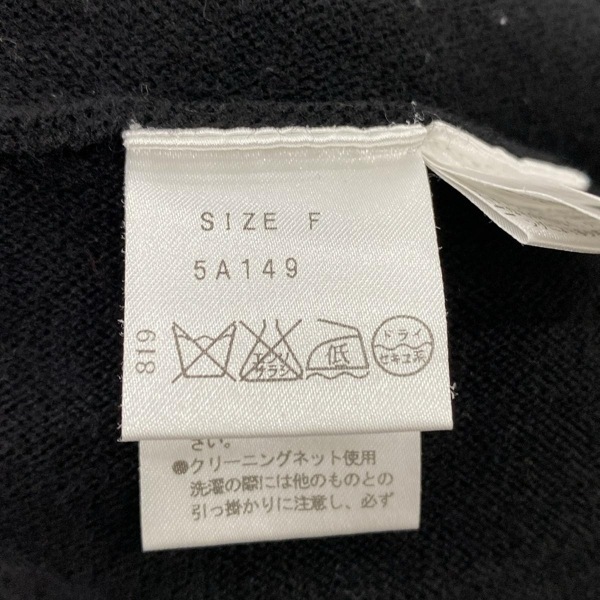 SIZE F
5A149
819
エンソ
サラシ
低
ドライ
セキユ系
さい。
●クリーニングネット使用
洗濯の際には他のものとの
引っ掛かりに注意し、必ず